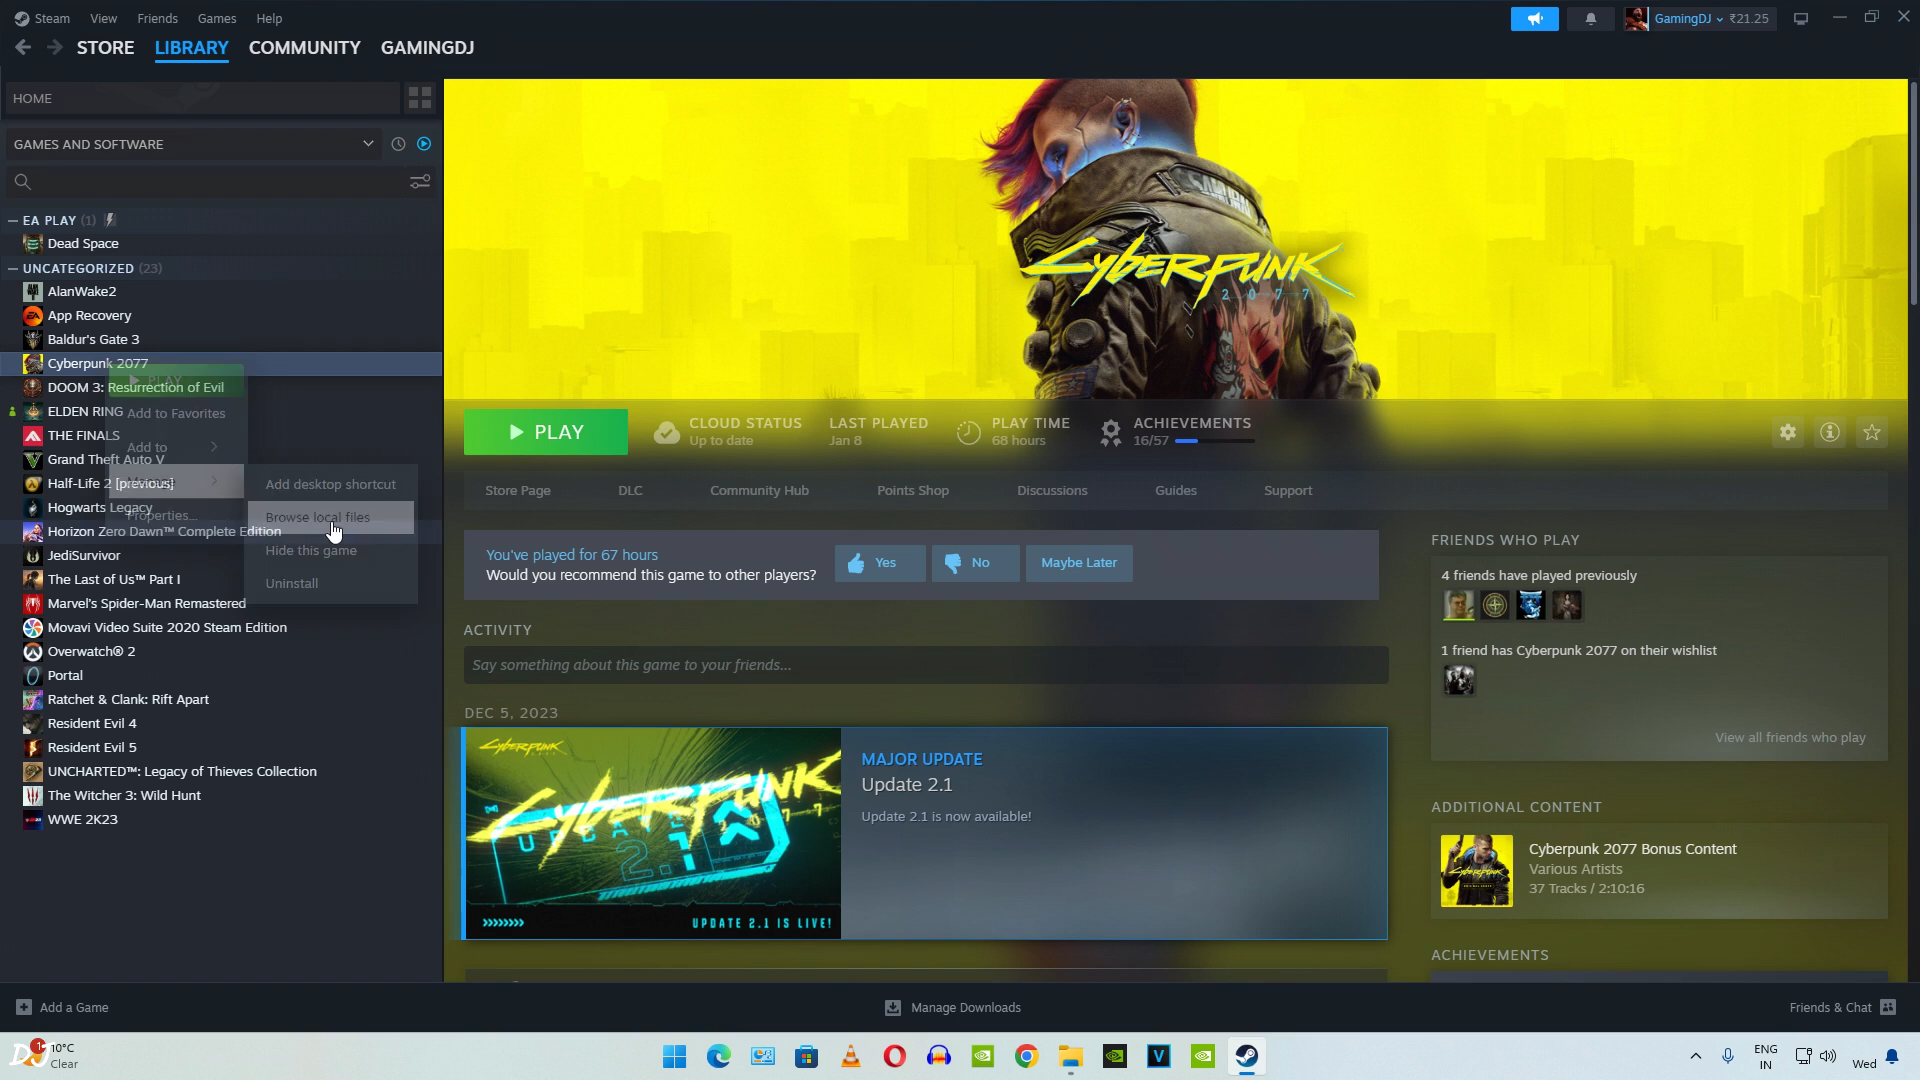 Steam View Friends Games Help
GamingDJ ₹21.25
STORE LIBRARY COMMUNITY GAMINGDJ
HOME
GAMES AND SOFTWARE
EA PLAY (1)
Dead Space
UNCATEGORIZED (23)
AlanWake2
App Recovery
Baldur's Gate 3
Cyberpunk 2077
DOOM 3: Resurrection of Evil
ELDEN RING
THE FINALS
Grand Theft Auto V
Half-Life 2 [previous]
Hogwarts Legacy
Horizon Zero Dawn™ Complete Edition
JediSurvivor
The Last of Us™ Part I
Marvel's Spider-Man Remastered
Movavi Video Suite 2020 Steam Edition
Overwatch® 2
Portal
Ratchet & Clank: Rift Apart
Resident Evil 4
Resident Evil 5
UNCHARTED™: Legacy of Thieves Collection
The Witcher 3: Wild Hunt
WWE 2K23
PLAY
Add to Favorites
Add to
Manage
Properties...
Add desktop shortcut
Browse local files
Hide this game
Uninstall
SAMURAI
CYBERPUNK
2077
PLAY
CLOUD STATUS
Up to date
LAST PLAYED
Jan 8
PLAY TIME
68 hours
ACHIEVEMENTS
16/57
Store Page DLC Community Hub Points Shop Discussions Guides Support
You've played for 67 hours
Would you recommend this game to other players?
Yes No Maybe Later
ACTIVITY
Say something about this game to your friends...
DEC 5, 2023
CYBERPUNK
CYBERPUNK 2077
UPDATE
2.1
UPDATE 2.1 IS LIVE!
MAJOR UPDATE
Update 2.1
Update 2.1 is now available!
FRIENDS WHO PLAY
4 friends have played previously
1 friend has Cyberpunk 2077 on their wishlist
View all friends who play
ADDITIONAL CONTENT
Cyberpunk 2077 Bonus Content
Various Artists
37 Tracks / 2:10:16
ACHIEVEMENTS
Add a Game
Manage Downloads
Friends & Chat
1
10°C
Clear
ENG
IN
Wed